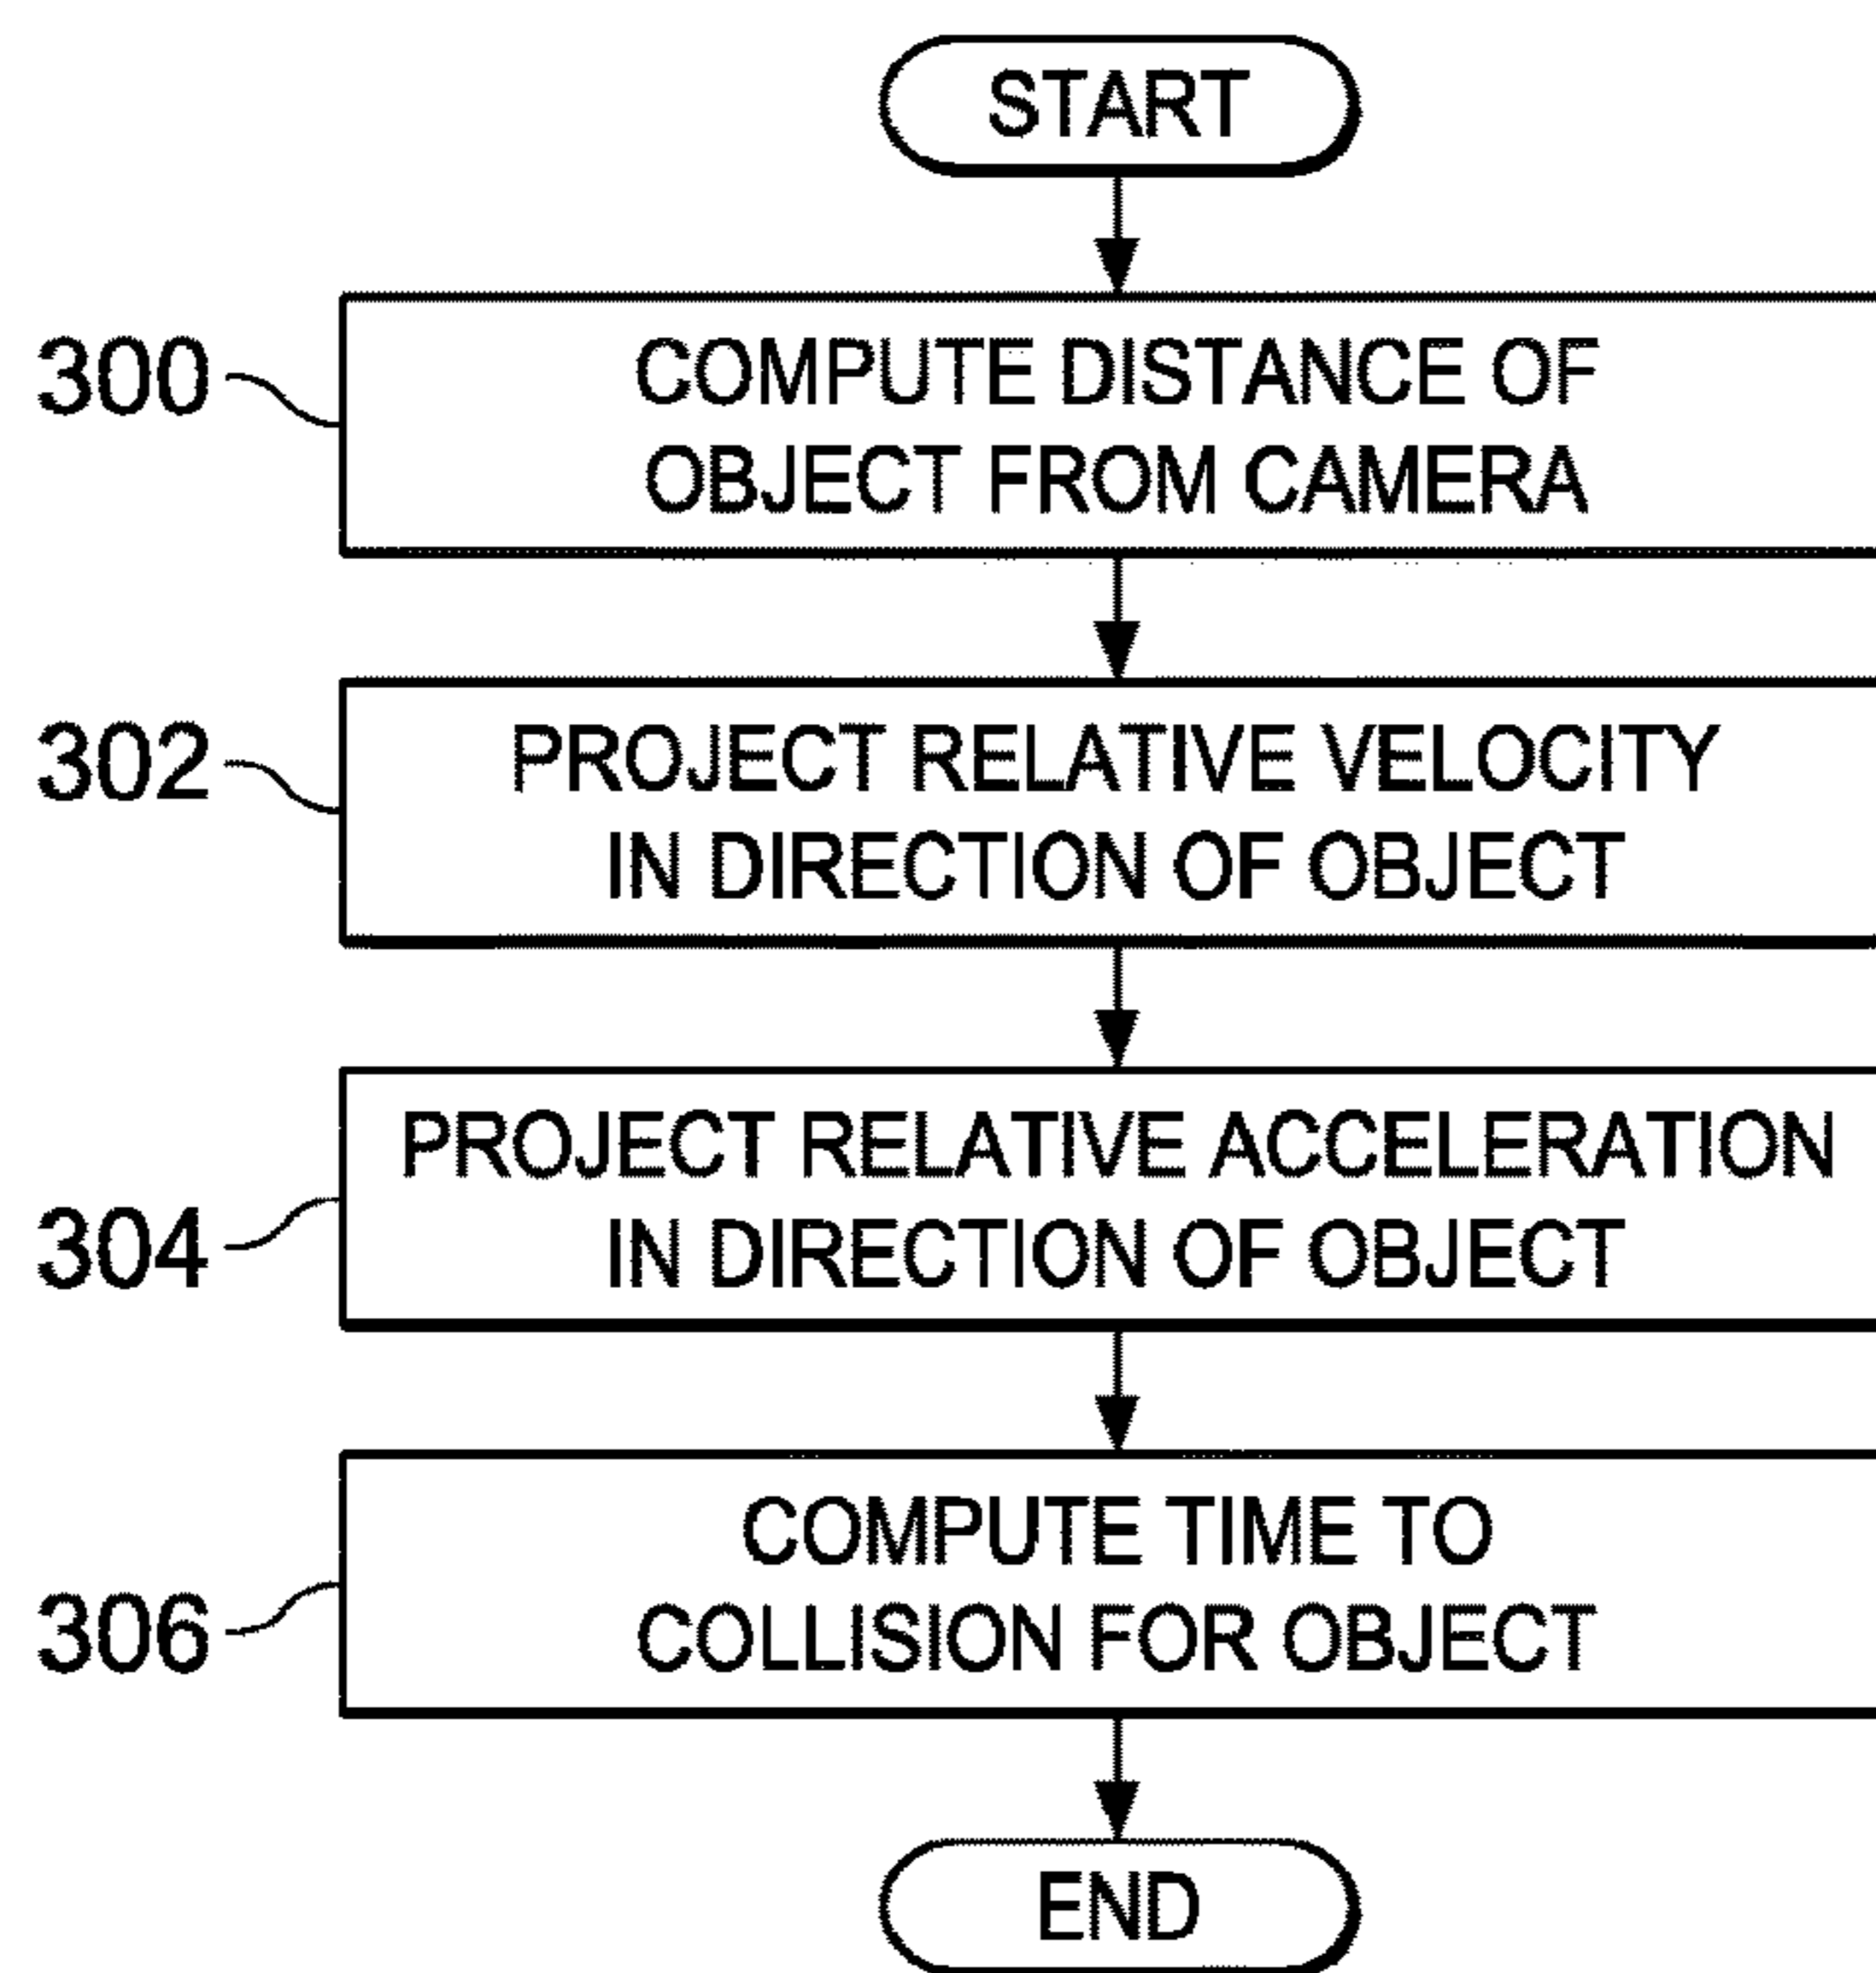 START
300
COMPUTE DISTANCE OF
OBJECT FROM CAMERA
302
PROJECT RELATIVE VELOCITY
IN DIRECTION OF OBJECT
304
PROJECT RELATIVE ACCELERATION
IN DIRECTION OF OBJECT
306
COMPUTE TIME TO
COLLISION FOR OBJECT
END